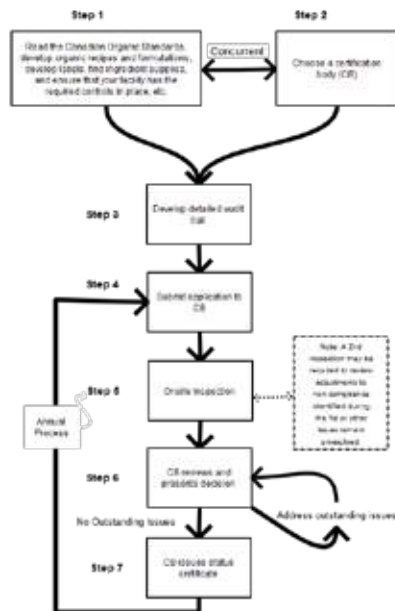 Step 1
Step 2
Read the Canadian Organic Standards,
develop organic recipes and formulations,
develop labels, find ingredient suppliers,
and ensure that your facility has the
required controls in place, etc.
Concurrent
Choose a certification
body (CB)
Step 3
Develop detailed audit
trail
Step 4
Submit application to
CB
Step 5
Onsite inspection
Note: A 2nd
inspection may be
required to review
adjustments to
non compliance
identified during
the
or other
issues remain
unresolved
Annual
Process
Step 6
CB reviews and
presents decision
No Outstanding Issues
Address outstanding issues
Step 7
CB issues status
certificate